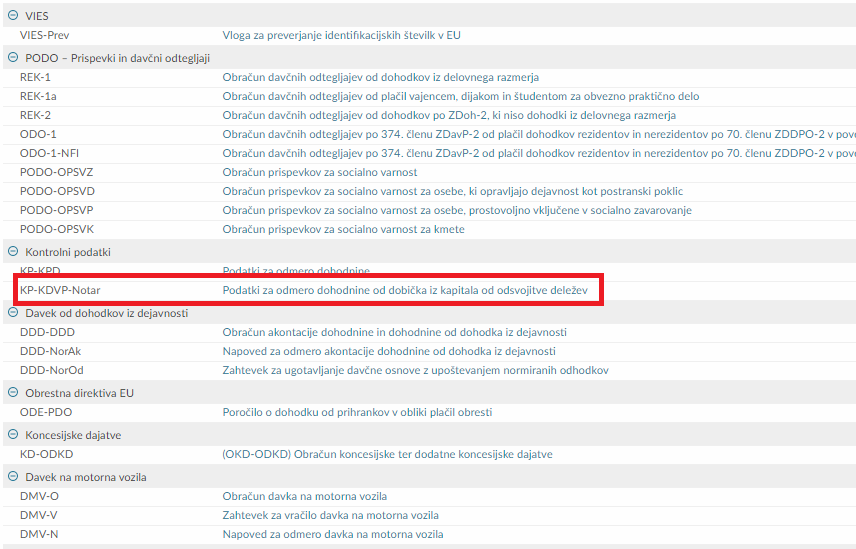 VIES
VIES-Prev Vloga za preverjanje identifikacijskih številk v EU
PODO – Prispevki in davčni odtegljaji
REK-1 Obračun davčnih odtegljajev od dohodkov iz delovnega razmerja
REK-1a Obračun davčnih odtegljajev od plačil vajencem, dijakom in študentom za obvezno praktično delo
REK-2 Obračun davčnih odtegljajev od dohodkov po ZDoh-2, ki niso dohodki iz delovnega razmerja
ODO-1 Obračun davčnih odtegljajev po 374. členu ZDavP-2 od plačil dohodkov rezidentov in nerezidentov po 70. členu ZDDPO-2 v pove
ODO-1-NFI Obračun davčnih odtegljajev po 374. členu ZDavP-2 od plačil dohodkov rezidentov in nerezidentov po 70. členu ZDDPO-2 v pove
PODO-OPSVZ Obračun prispevkov za socialno varnost
PODO-OPSVD Obračun prispevkov za socialno varnost za osebe, ki opravljajo dejavnost kot postranski poklic
PODO-OPSVP Obračun prispevkov za socialno varnost za osebe, prostovoljno vključene v socialno zavarovanje
PODO-OPSVK Obračun prispevkov za socialno varnost za kmete
Kontrolni podatki
KP-KPD Podatki za odmero dohodnine
KP-KDVP-Notar Podatki za odmero dohodnine od dobička iz kapitala od odsvojitve deležev
Davek od dohodkov iz dejavnosti
DDD-DDD Obračun akontacije dohodnine in dohodnine od dohodka iz dejavnosti
DDD-NorAk Napoved za odmero akontacije dohodnine od dohodka iz dejavnosti
DDD-NorOd Zahtevek za ugotavljanje davčne osnove z upoštevanjem normiranih odhodkov
Obrestna direktiva EU
ODE-PDO Poročilo o dohodku od prihrankov v obliki plačil obresti
Koncesijske dajatve
KD-ODKD (OKD-ODKD) Obračun koncesijske ter dodatne koncesijske dajatve
Davek na motorna vozila
DMV-O Obračun davka na motorna vozila
DMV-V Zahtevek za vračilo davka na motorna vozila
DMV-N Napoved za odmero davka na motorna vozila